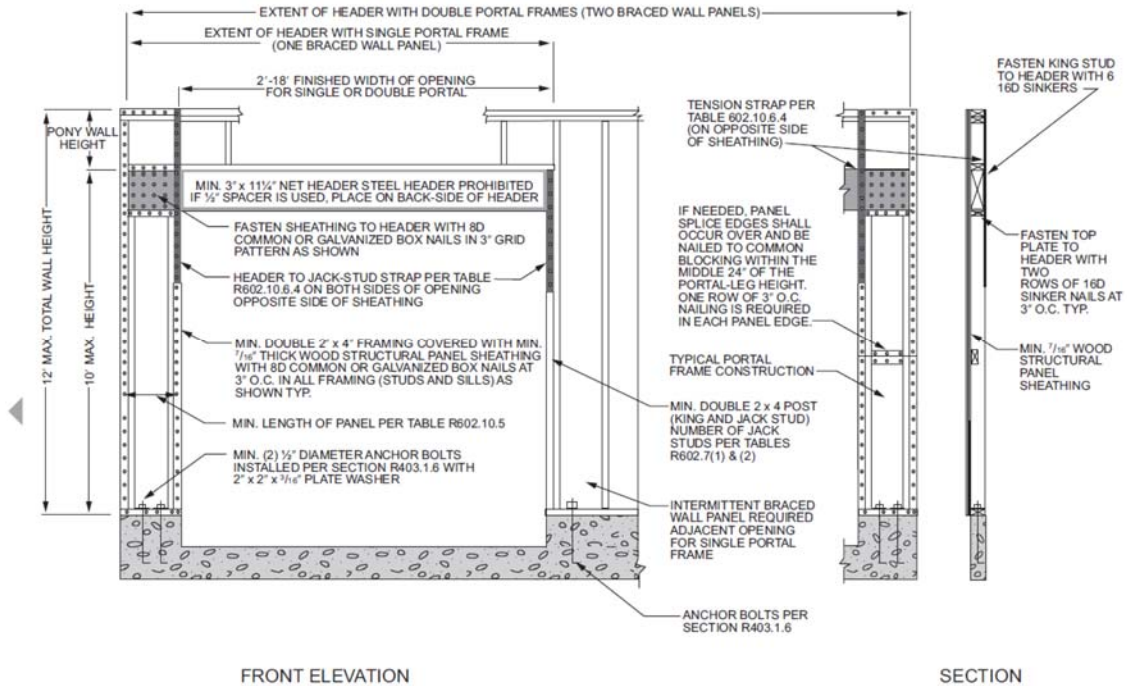 EXTENT OF HEADER WITH DOUBLE PORTAL FRAMES (TWO BRACED WALL PANELS)
EXTENT OF HEADER WITH SINGLE PORTAL FRAME
(ONE BRACED WALL PANEL)
2'-18' FINISHED WIDTH OF OPENING
FOR SINGLE OR DOUBLE PORTAL
PONY WALL
HEIGHT
12' MAX. TOTAL WALL HEIGHT
10' MAX. HEIGHT
MIN. 3" x 11¼" NET HEADER STEEL HEADER PROHIBITED
IF ½" SPACER IS USED, PLACE ON BACK-SIDE OF HEADER
FASTEN SHEATHING TO HEADER WITH 8D
COMMON OR GALVANIZED BOX NAILS IN 3" GRID
PATTERN AS SHOWN
HEADER TO JACK-STUD STRAP PER TABLE
R602.10.6.4 ON BOTH SIDES OF OPENING
OPPOSITE SIDE OF SHEATHING
MIN. DOUBLE 2" x 4" FRAMING COVERED WITH MIN.
7/16" THICK WOOD STRUCTURAL PANEL SHEATHING
WITH 8D COMMON OR GALVANIZED BOX NAILS AT
3" O.C. IN ALL FRAMING (STUDS AND SILLS) AS
SHOWN TYP.
MIN. LENGTH OF PANEL PER TABLE R602.10.5
MIN. (2) ½" DIAMETER ANCHOR BOLTS
INSTALLED PER SECTION R403.1.6 WITH
2" x 2" x 3/16" PLATE WASHER
TENSION STRAP PER
TABLE 602.10.6.4
(ON OPPOSITE SIDE
OF SHEATHING)
IF NEEDED, PANEL
SPLICE EDGES SHALL
OCCUR OVER AND BE
NAILED TO COMMON
BLOCKING WITHIN THE
MIDDLE 24" OF THE
PORTAL-LEG HEIGHT.
ONE ROW OF 3" O.C.
NAILING IS REQUIRED
IN EACH PANEL EDGE.
TYPICAL PORTAL
FRAME CONSTRUCTION
MIN. DOUBLE 2 x 4 POST
(KING AND JACK STUD)
NUMBER OF JACK
STUDS PER TABLES
R602.7(1) & (2)
INTERMITTENT BRACED
WALL PANEL REQUIRED
ADJACENT OPENING
FOR SINGLE PORTAL
FRAME
ANCHOR BOLTS PER
SECTION R403.1.6
FASTEN KING STUD
TO HEADER WITH 6
16D SINKERS
FASTEN TOP
PLATE TO
HEADER WITH
TWO
ROWS OF 16D
SINKER NAILS AT
3" O.C. TYP.
MIN. 7/16" WOOD
STRUCTURAL
PANEL
SHEATHING
FRONT ELEVATION
SECTION